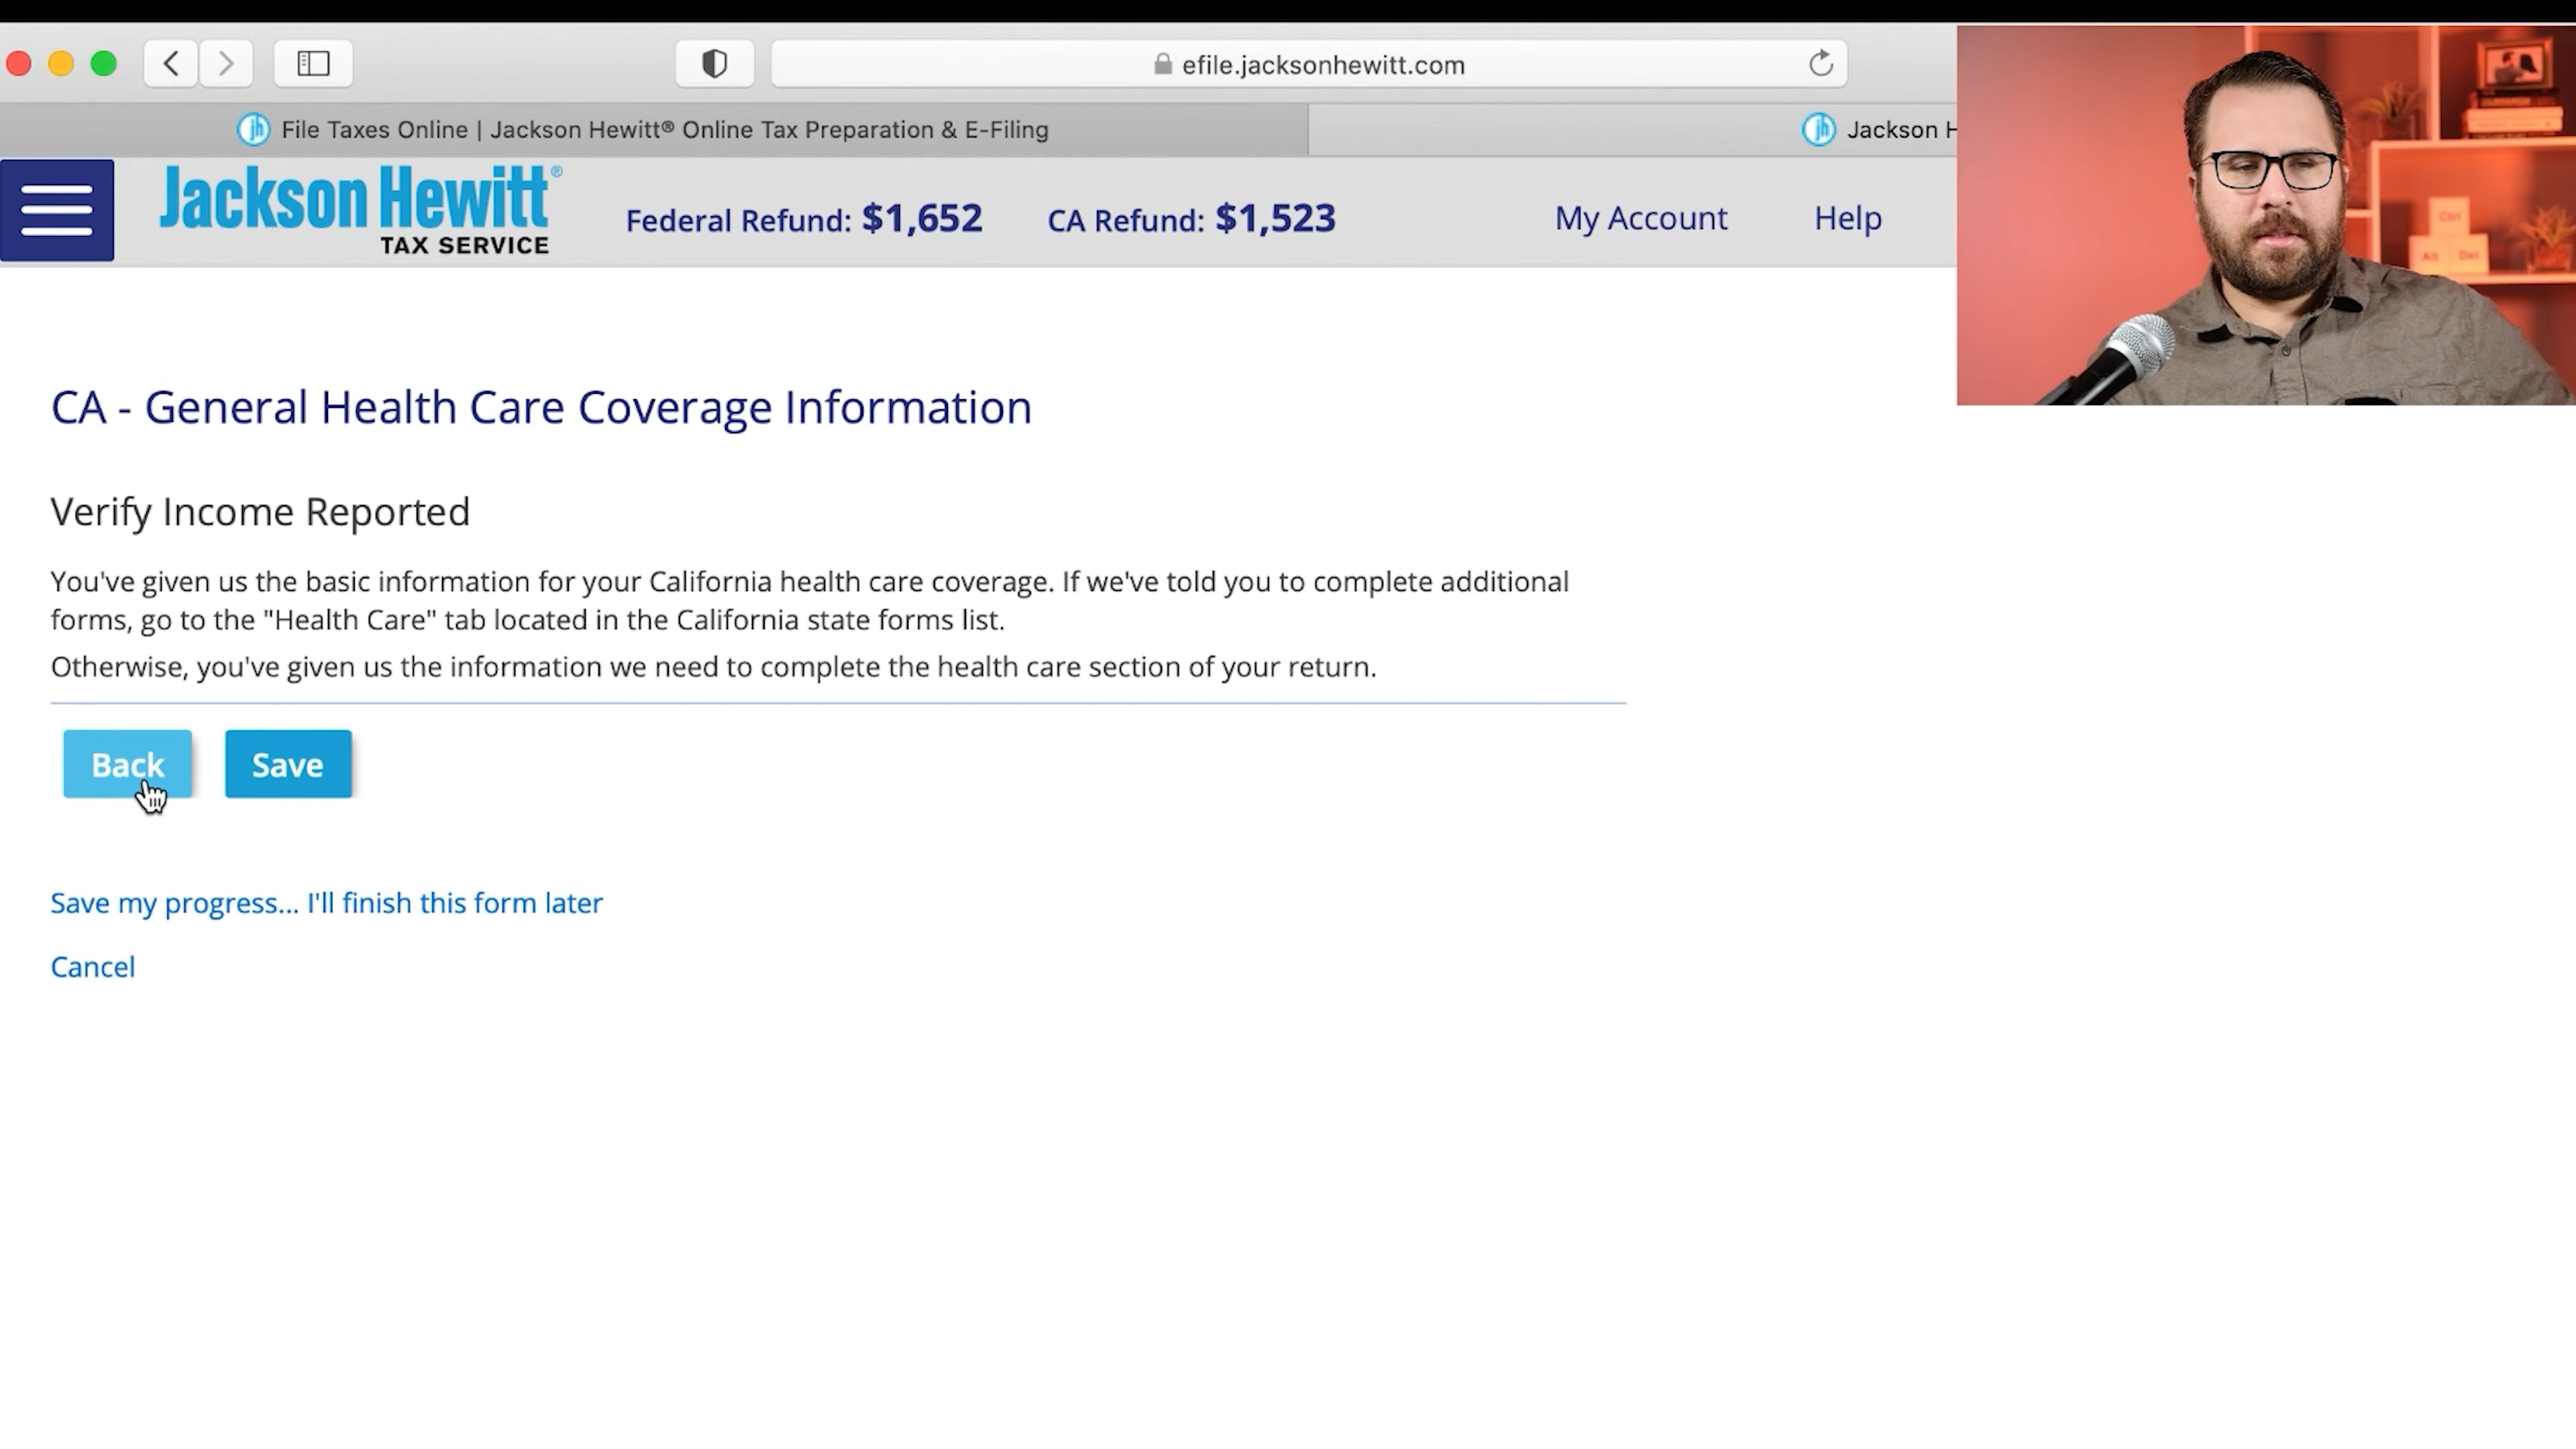 efile.jacksonhewitt.com
File Taxes Online | Jackson Hewitt® Online Tax Preparation & E-Filing
Jackson H
Jackson Hewitt®
TAX SERVICE
Federal Refund: $1,652
CA Refund: $1,523
My Account
Help
Ctrl
Alt
Del
CA - General Health Care Coverage Information
Verify Income Reported
You've given us the basic information for your California health care coverage. If we've told you to complete additional
forms, go to the "Health Care" tab located in the California state forms list.
Otherwise, you've given us the information we need to complete the health care section of your return.
Back
Save
Save my progress... I'll finish this form later
Cancel